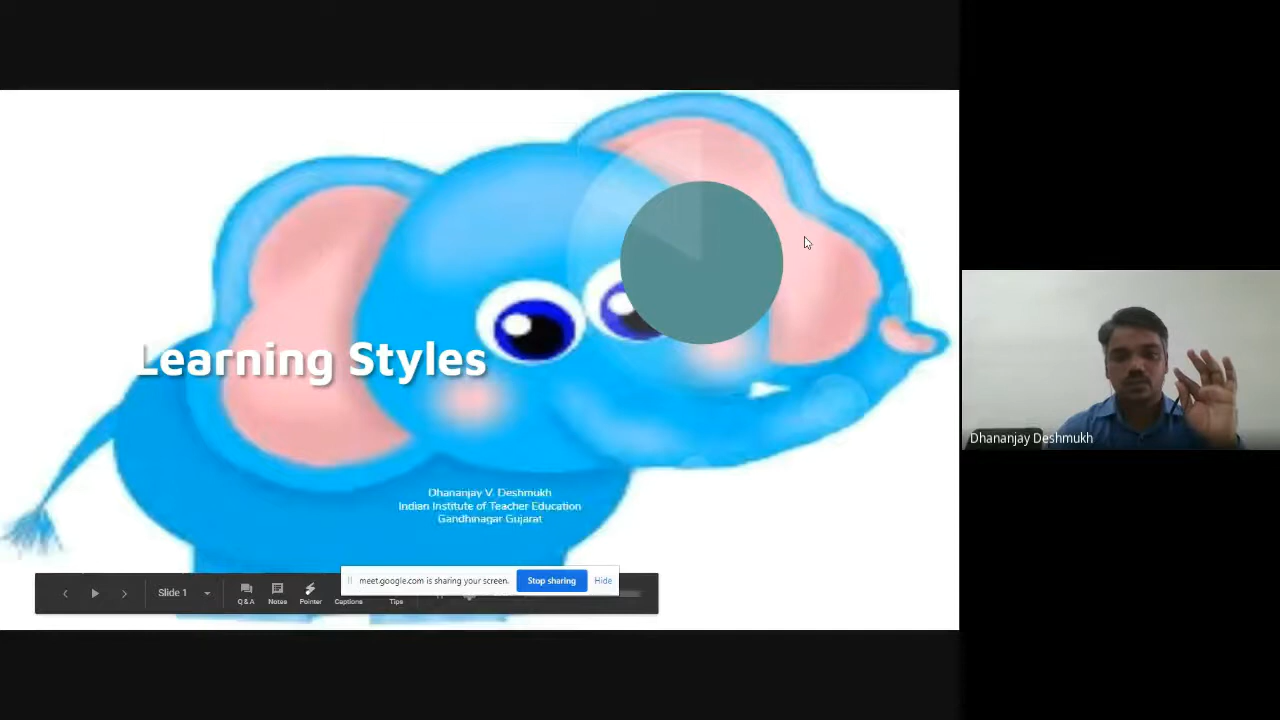 Learning Styles
Dhananjay V. Deshmukh
Indian Institute of Teacher Education
Gandhinagar Gujarat
meet.google.com is sharing your screen.
Stop sharing
Hide
Slide 1
Q & A
Notes
Pointer
Captions
Tips
Dhananjay Deshmukh